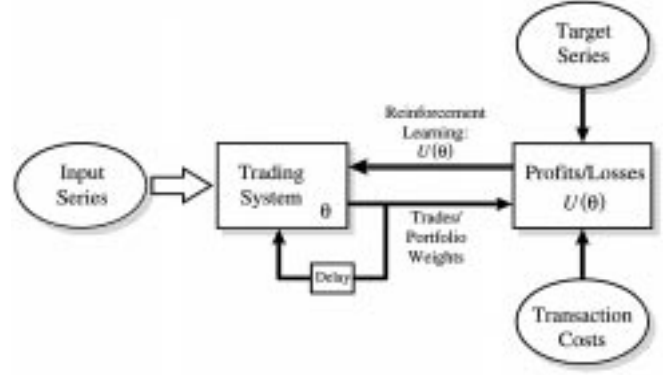 Target
Series
Reinforcement
Learning:
U(θ)
Input
Series
Trading
System
θ
Profits/Losses
U(θ)
Trades/
Portfolio
Weights
Delay
Transaction
Costs